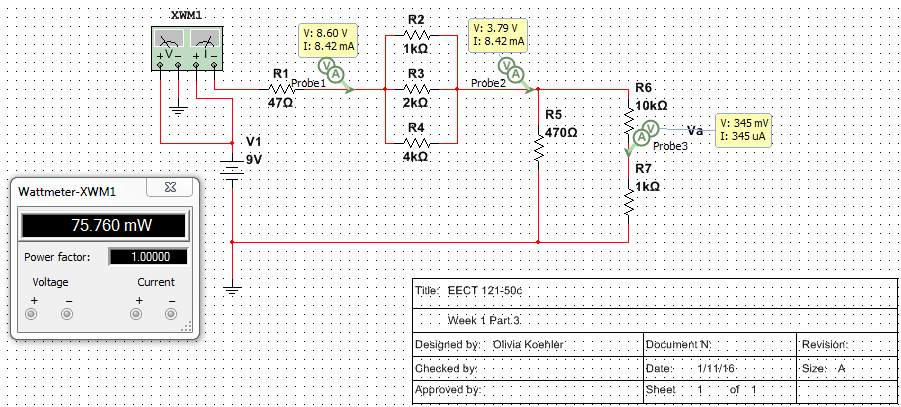 XWM1
V
I
V: 8.60 V
I: 8.42 mA
R2
1kΩ
V: 3.79 V
I: 8.42 mA
V
A
V
A
R1
47Ω
Probe1
R3
2kΩ
Probe2
R6
10kΩ
R5
470Ω
A
V
Va
Probe3
V: 345 mV
I: 345 uA
R4
4kΩ
V1
9V
R7
1kΩ
Wattmeter-XWM1
75.760 mW
Power factor: 1.00000
Voltage Current
+ − + −
Title: EECT 121-50c
Week 1 Part 3
Designed by: Olivia Koehler Document N: Revision:
Checked by: Date: 1/11/16 Size: A
Approved by: Sheet 1 of 1